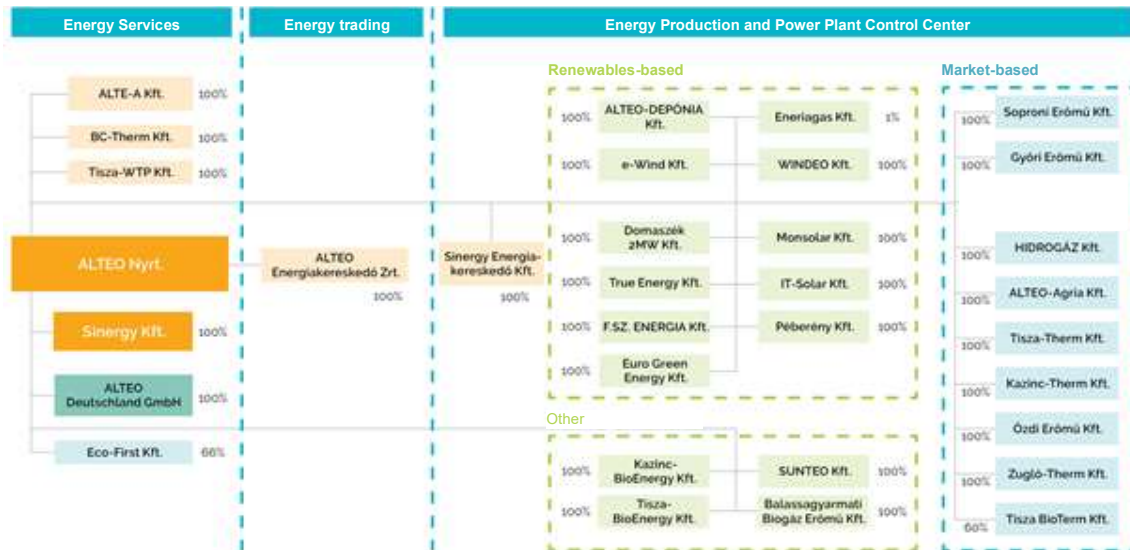 Energy Services
Energy trading
Energy Production and Power Plant Control Center
Renewables-based
Market-based
ALTE-A Kft.
100%
BC-Therm Kft.
100%
Tisza-WTP Kft.
100%
ALTEO Nyrt.
Sinergy Kft.
100%
ALTEO
Deutschland GmbH
100%
Eco-First Kft.
66%
ALTEO
Energiakereskedő Zrt.
100%
Sinergy Energia-
kereskedő Kft.
100%
100%
ALTEO-DEPÓNIA
Kft.
Eneriagas Kft.
1%
100%
e-Wind Kft.
WINDEO Kft.
100%
100%
Domaszék
2MW Kft.
Monsolar Kft.
100%
100%
True Energy Kft.
IT-Solar Kft.
100%
100%
F.SZ. ENERGIA Kft.
Péberény Kft.
100%
100%
Euro Green
Energy Kft.
Other
100%
Kazinc-
BioEnergy Kft.
SUNTEO Kft.
100%
100%
Tisza-
BioEnergy Kft.
Balassagyarmati
Biogáz Erőmű Kft.
100%
100%
Soproni Erőmű Kft.
100%
Győri Erőmű Kft.
100%
HIDROGÁZ Kft.
100%
ALTEO-Agria Kft.
100%
Tisza-Therm Kft.
100%
Kazinc-Therm Kft.
100%
Ózdi Erőmű Kft.
100%
Zugló-Therm Kft.
60%
Tisza BioTerm Kft.